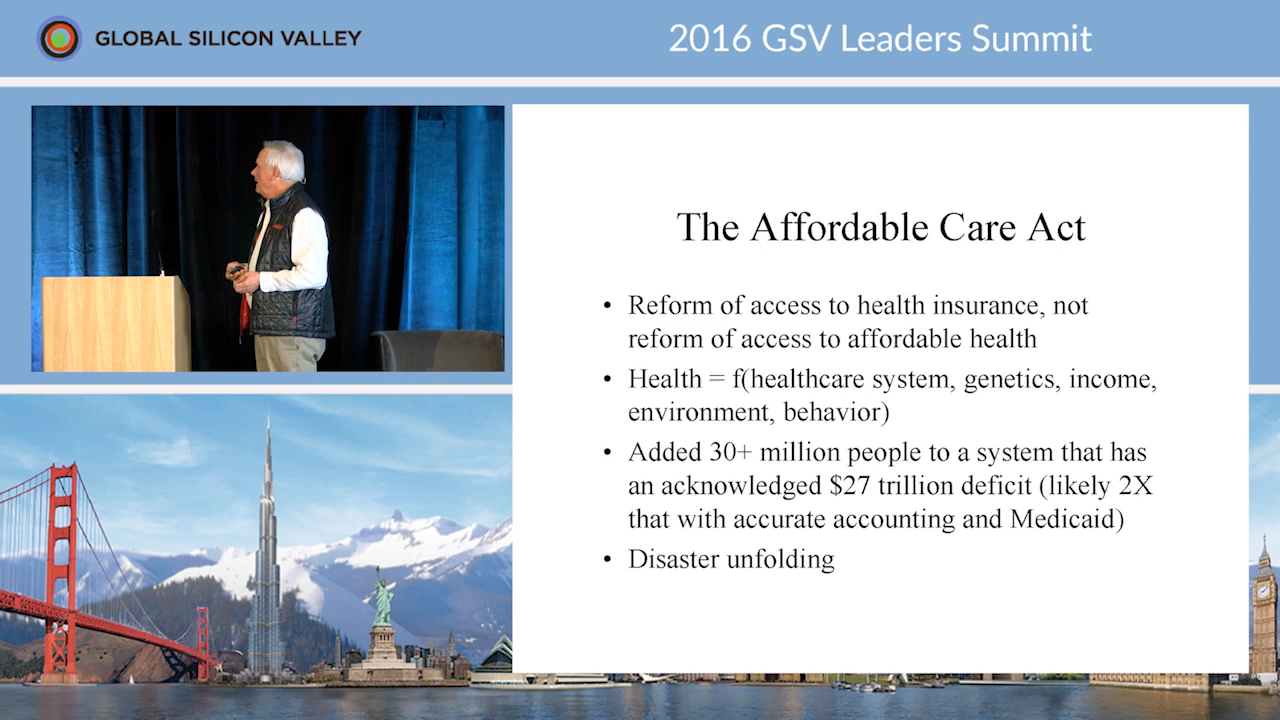 GLOBAL SILICON VALLEY
2016 GSV Leaders Summit
The Affordable Care Act
• Reform of access to health insurance, not
reform of access to affordable health
• Health = f(healthcare system, genetics, income,
environment, behavior)
• Added 30+ million people to a system that has
an acknowledged $27 trillion deficit (likely 2X
that with accurate accounting and Medicaid)
• Disaster unfolding